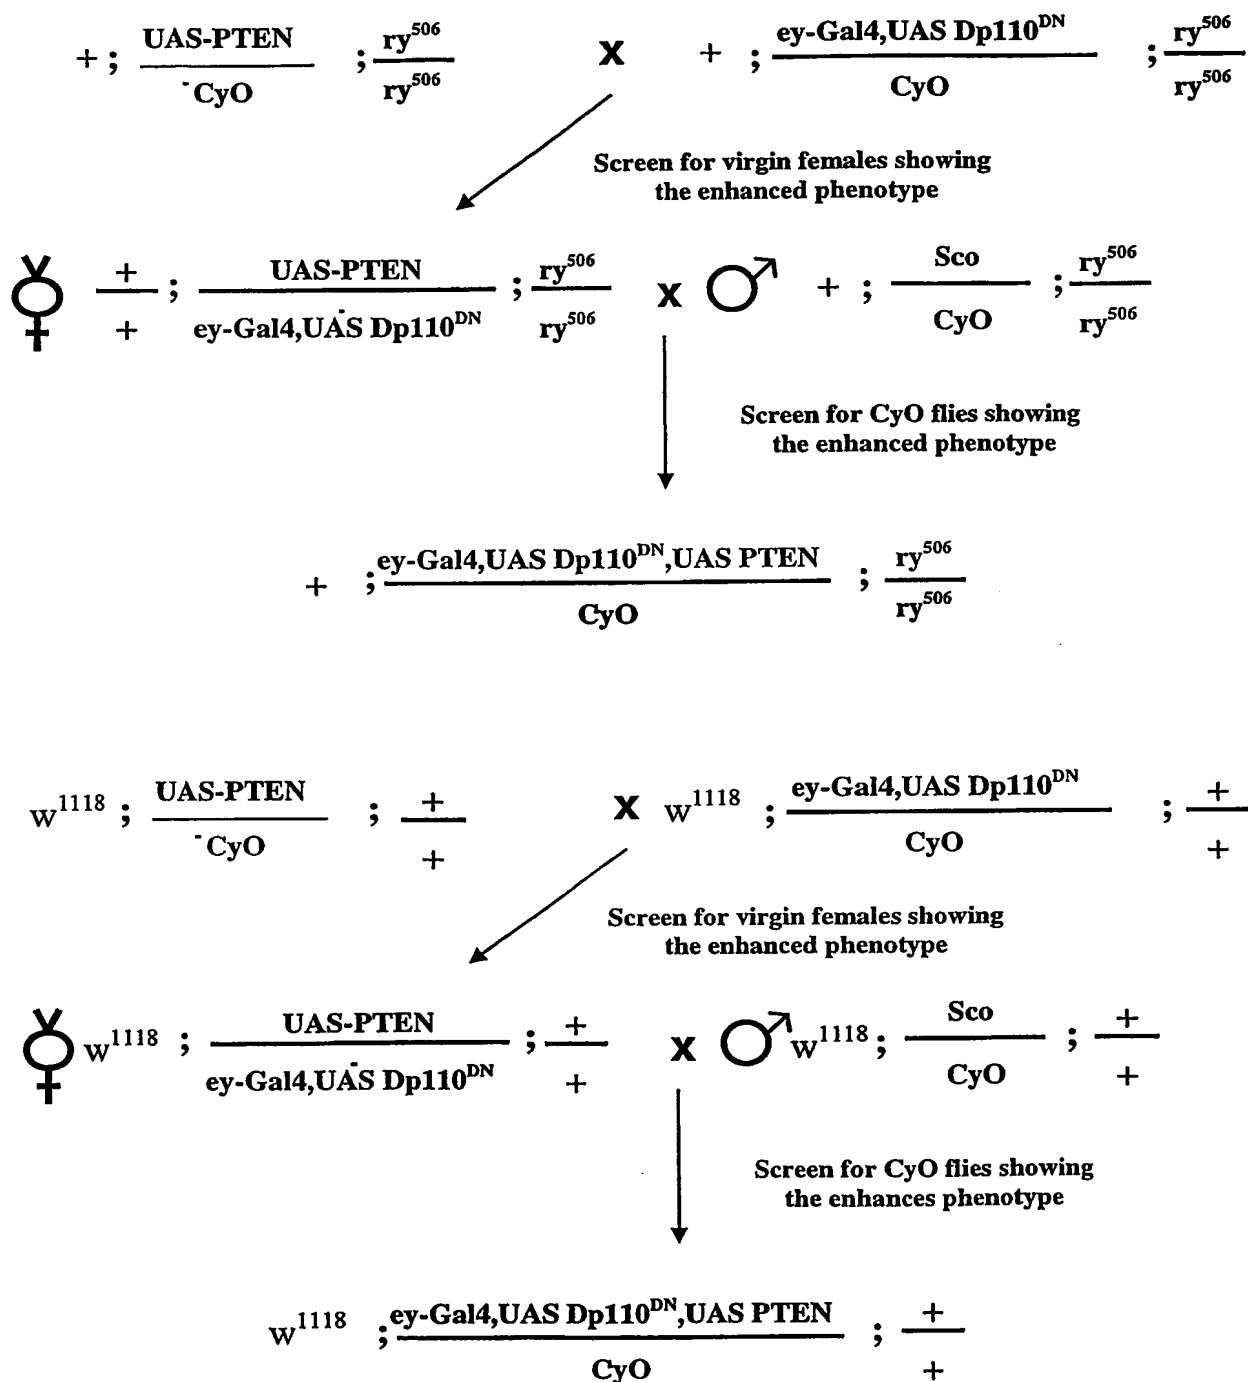 UAS-PTEN ry506 ey-Gal4,UAS Dp110DN ry506
+ ; ; X + ; ;
CyO ry506 CyO ry506
Screen for virgin females showing
the enhanced phenotype
+ UAS-PTEN ry506 Sco ry506
; ; X + ; ;
+ ey-Gal4,UAS Dp110DN ry506 CyO ry506
Screen for CyO flies showing
the enhanced phenotype
ey-Gal4,UAS Dp110DN,UAS PTEN ry506
+ ; ;
CyO ry506
UAS-PTEN + ey-Gal4,UAS Dp110DN +
w1118 ; ; X w1118 ; ;
CyO + CyO +
Screen for virgin females showing
the enhanced phenotype
UAS-PTEN + Sco +
w1118 ; ; X w1118 ; ;
ey-Gal4,UAS Dp110DN + CyO +
Screen for CyO flies showing
the enhances phenotype
ey-Gal4,UAS Dp110DN,UAS PTEN +
w1118 ; ;
CyO +